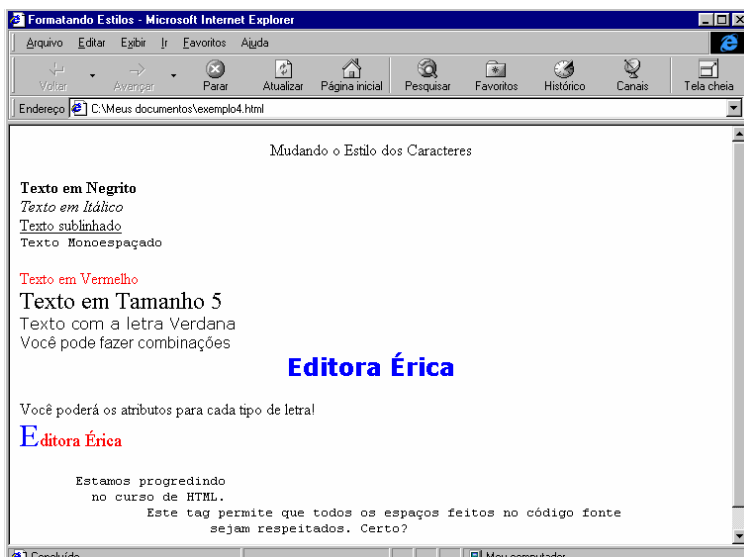 Formatando Estilos - Microsoft Internet Explorer
Arquivo Editar Exibir Ir Favoritos Ajuda
Voltar Avançar Parar Atualizar Página inicial Pesquisar Favoritos Histórico Canais Tela cheia
Endereço C:\Meus documentos\exemplo4.html
Mudando o Estilo dos Caracteres
Texto em Negrito
Texto em Itálico
Texto sublinhado
Texto Monoespaçado
Texto em Vermelho
Texto em Tamanho 5
Texto com a letra Verdana
Você pode fazer combinações
Editora Érica
Você poderá os atributos para cada tipo de letra!
Editora Érica
Estamos progredindo
no curso de HTML.
Este tag permite que todos os espaços feitos no código fonte
sejam respeitados. Certo?
Concluído Meu computador